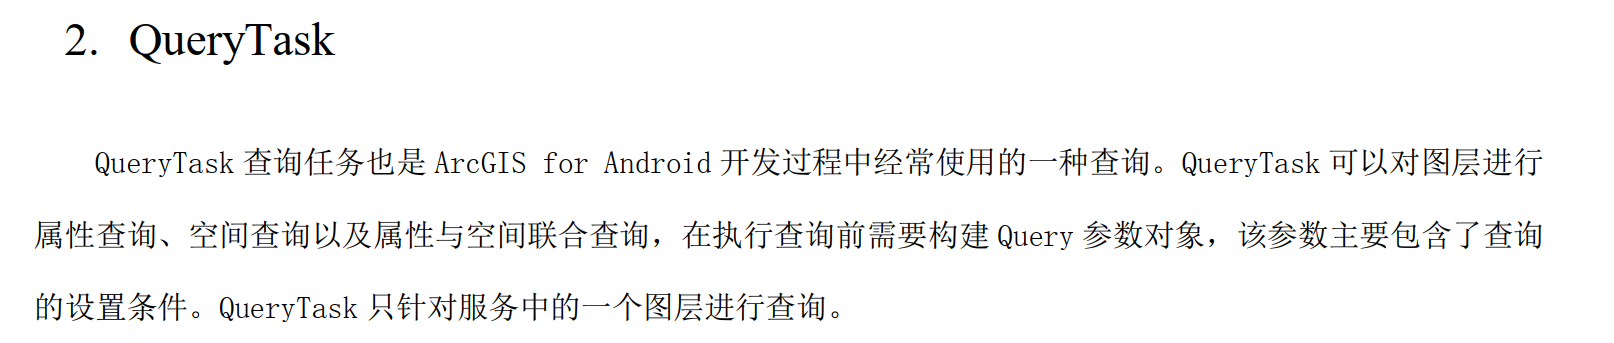 2. QueryTask
QueryTask 查询任务也是 ArcGIS for Android 开发过程中经常使用的一种查询。QueryTask 可以对图层进行
属性查询、空间查询以及属性与空间联合查询，在执行查询前需要构建 Query 参数对象，该参数主要包含了查询
的设置条件。QueryTask 只针对服务中的一个图层进行查询。